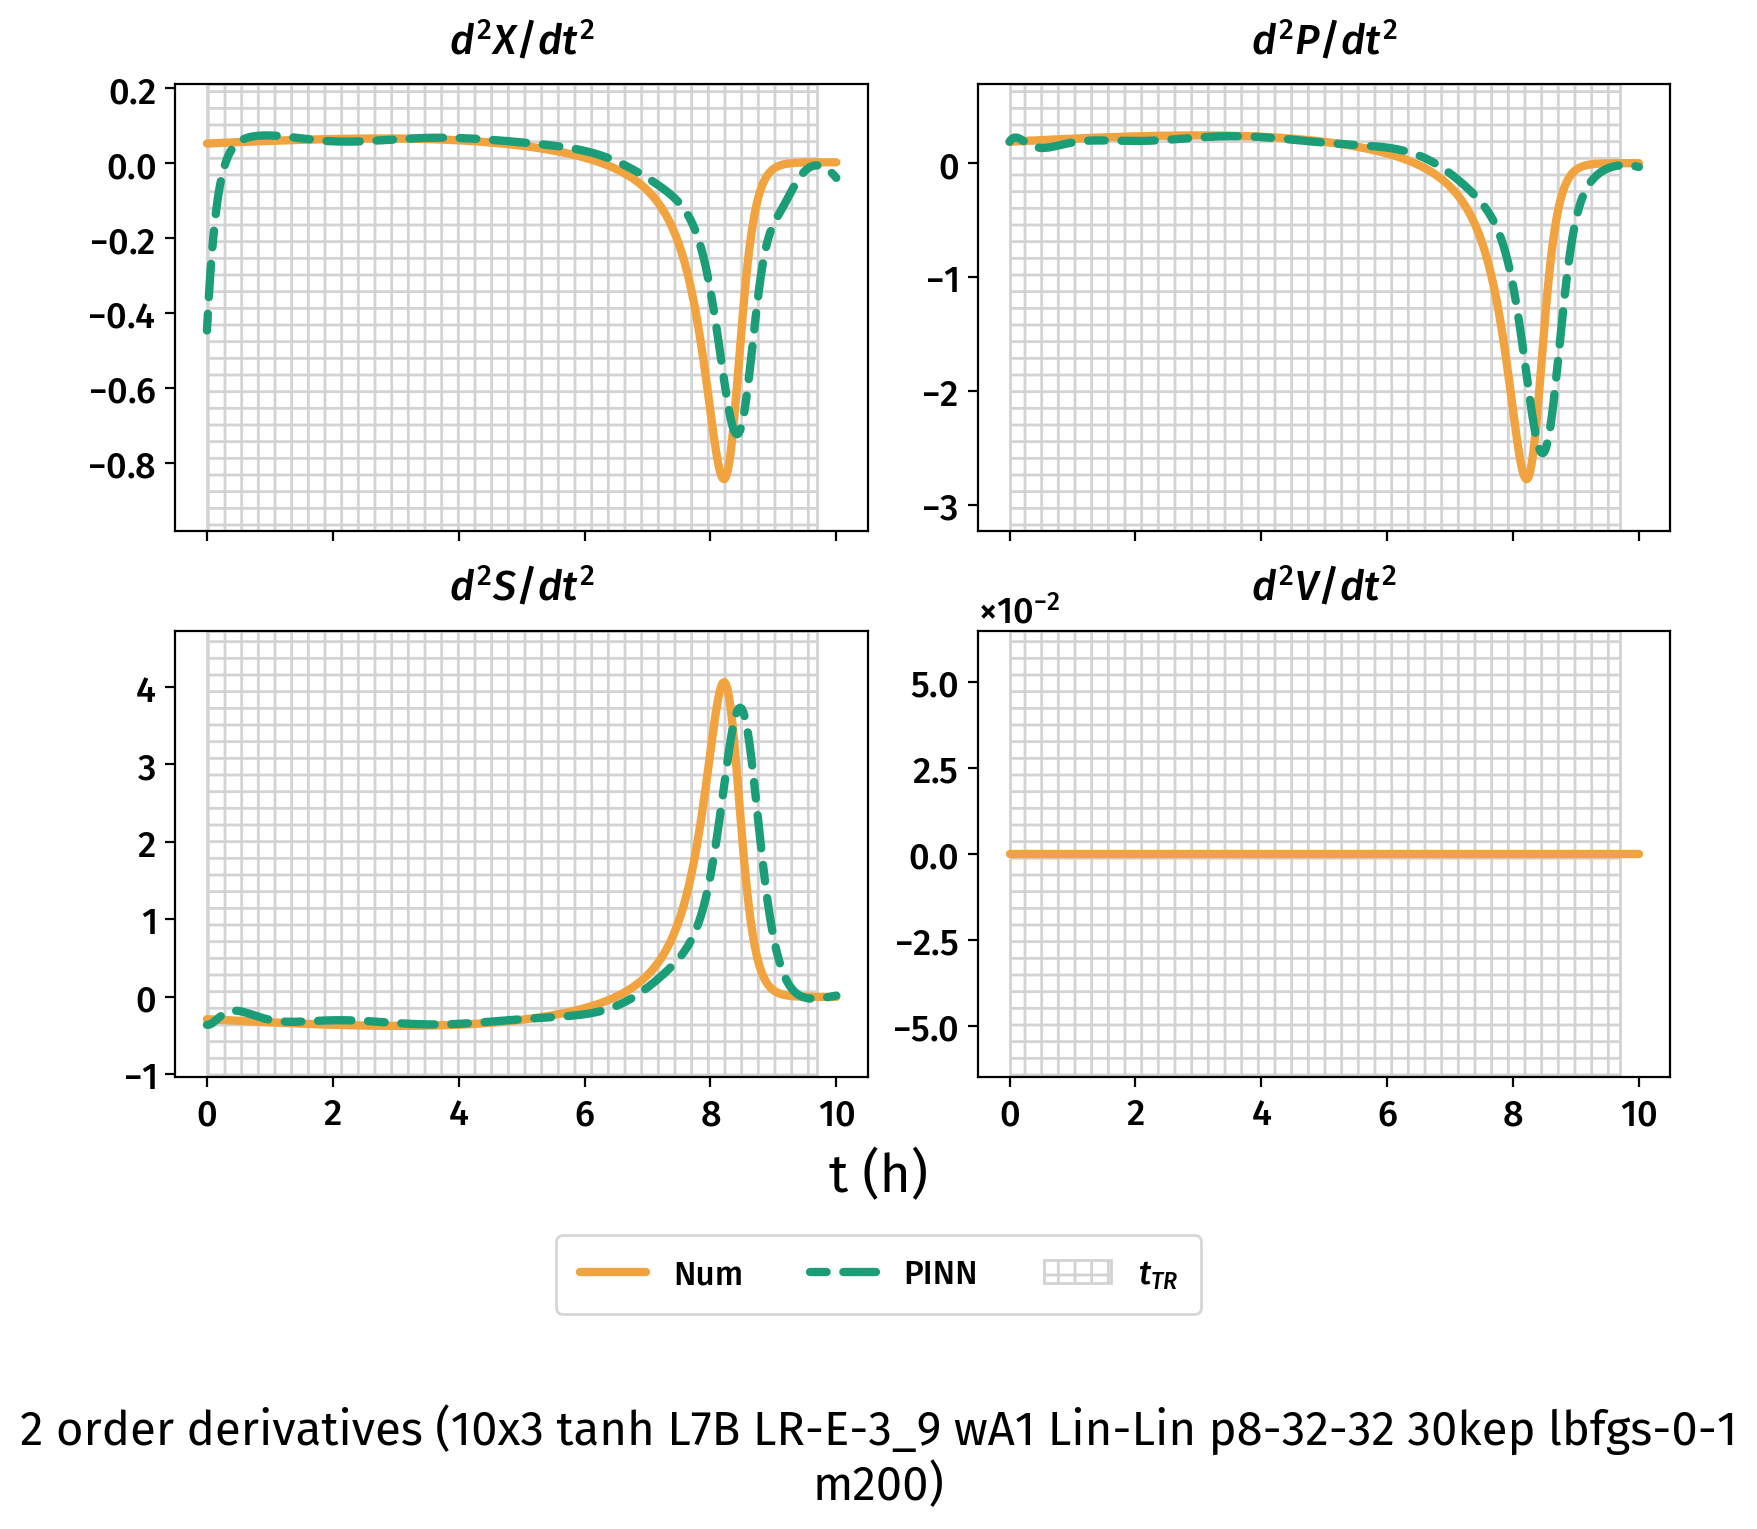 d²X/dt²
d²P/dt²
0.2
0.0
−0.2
−0.4
−0.6
−0.8
0
−1
−2
−3
d²S/dt²
d²V/dt²
×10⁻²
4
3
2
1
0
−1
5.0
2.5
0.0
−2.5
−5.0
0 2 4 6 8 10
0 2 4 6 8 10
t (h)
Num PINN t_TR
2 order derivatives (10x3 tanh L7B LR-E-3_9 wA1 Lin-Lin p8-32-32 30kep lbfgs-0-1
m200)